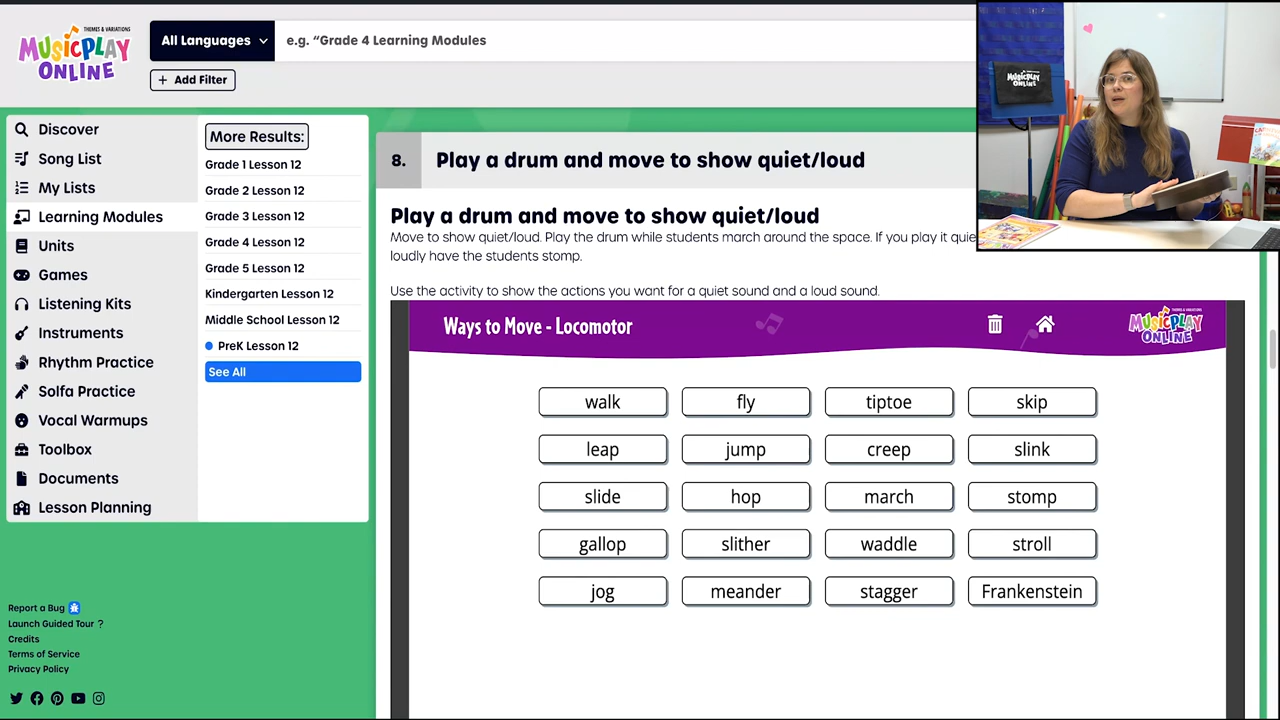 THEMES & VARIATIONS
MUSICPLAY
ONLINE
All Languages
e.g. “Grade 4 Learning Modules
+ Add Filter
Discover
Song List
My Lists
Learning Modules
Units
Games
Listening Kits
Instruments
Rhythm Practice
Solfa Practice
Vocal Warmups
Toolbox
Documents
Lesson Planning
More Results:
Grade 1 Lesson 12
Grade 2 Lesson 12
Grade 3 Lesson 12
Grade 4 Lesson 12
Grade 5 Lesson 12
Kindergarten Lesson 12
Middle School Lesson 12
PreK Lesson 12
See All
Report a Bug
Launch Guided Tour ?
Credits
Terms of Service
Privacy Policy
8. Play a drum and move to show quiet/loud
Play a drum and move to show quiet/loud
Move to show quiet/loud. Play the drum while students march around the space. If you play it quie
loudly have the students stomp.
Use the activity to show the actions you want for a quiet sound and a loud sound.
Ways to Move - Locomotor
THEMES & VARIATIONS
MUSICPLAY
ONLINE
walk fly tiptoe skip
leap jump creep slink
slide hop march stomp
gallop slither waddle stroll
jog meander stagger Frankenstein
MUSICPLAY
ONLINE